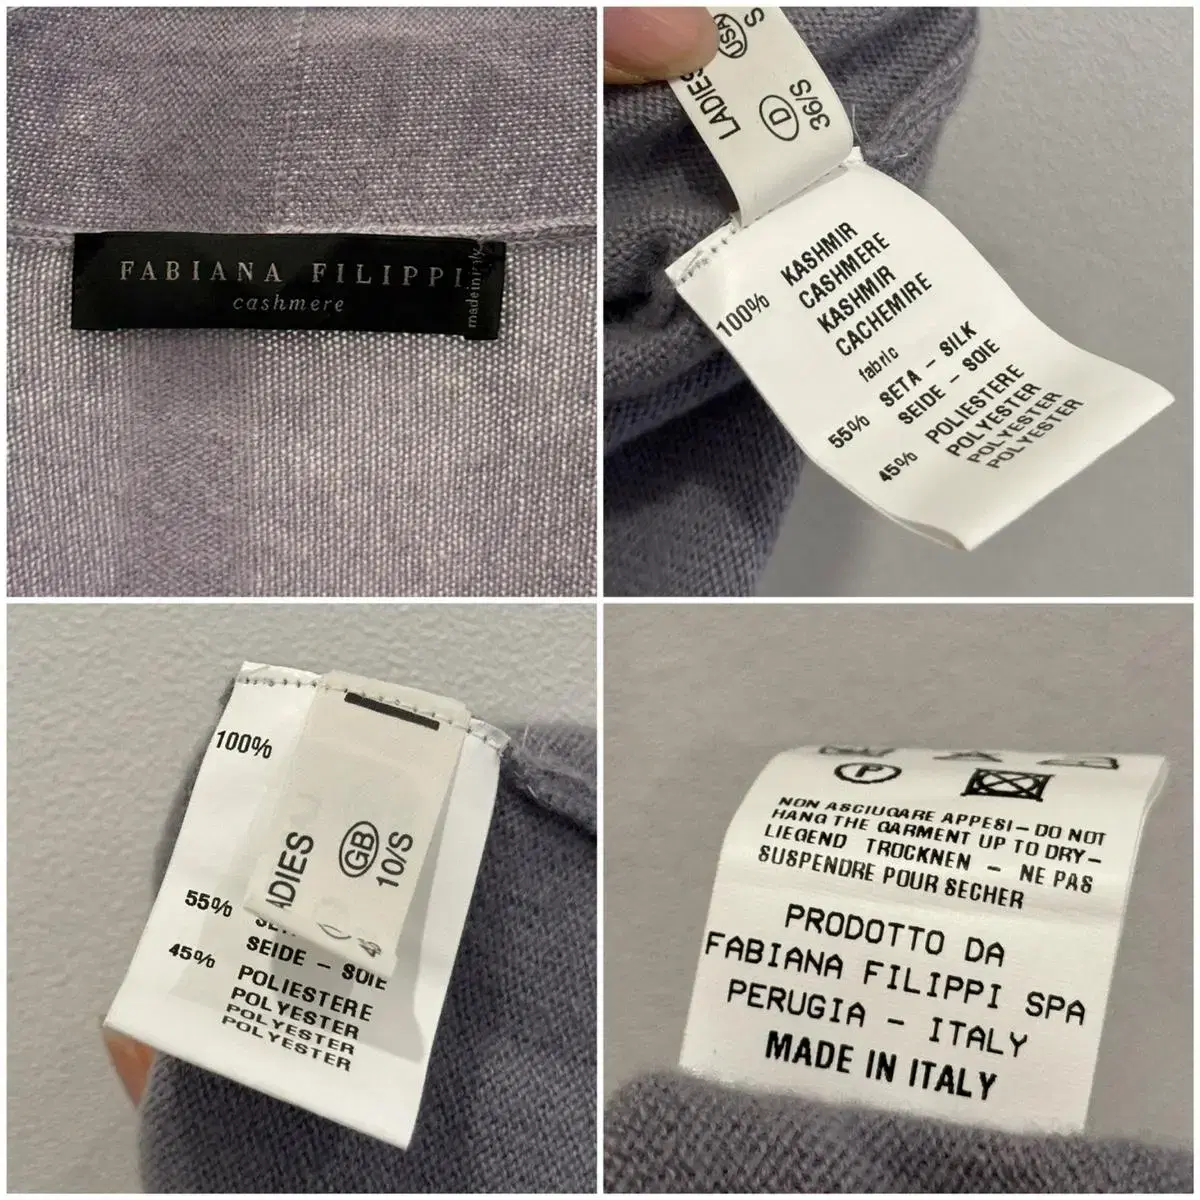 FABIANA FILIPPI
cashmere
made in italy
LADIES
USA
S
D
36/S
KASHMIR
CASHMERE
100% KASHMIR
CACHEMIRE
fabric
SETA - SILK
55% SEIDE - SOIE
POLIESTERE
45% POLYESTER
POLYESTER
POLYESTER
100%
GB
10/S
55%
SEIDE - SOIE
45% POLIESTERE
POLYESTER
POLYESTER
POLYESTER
P
NON ASCIUGARE APPESI - DO NOT
HANG THE GARMENT UP TO DRY -
LIEGEND TROCKNEN - NE PAS
SUSPENDRE POUR SECHER
PRODOTTO DA
FABIANA FILIPPI SPA
PERUGIA - ITALY
MADE IN ITALY